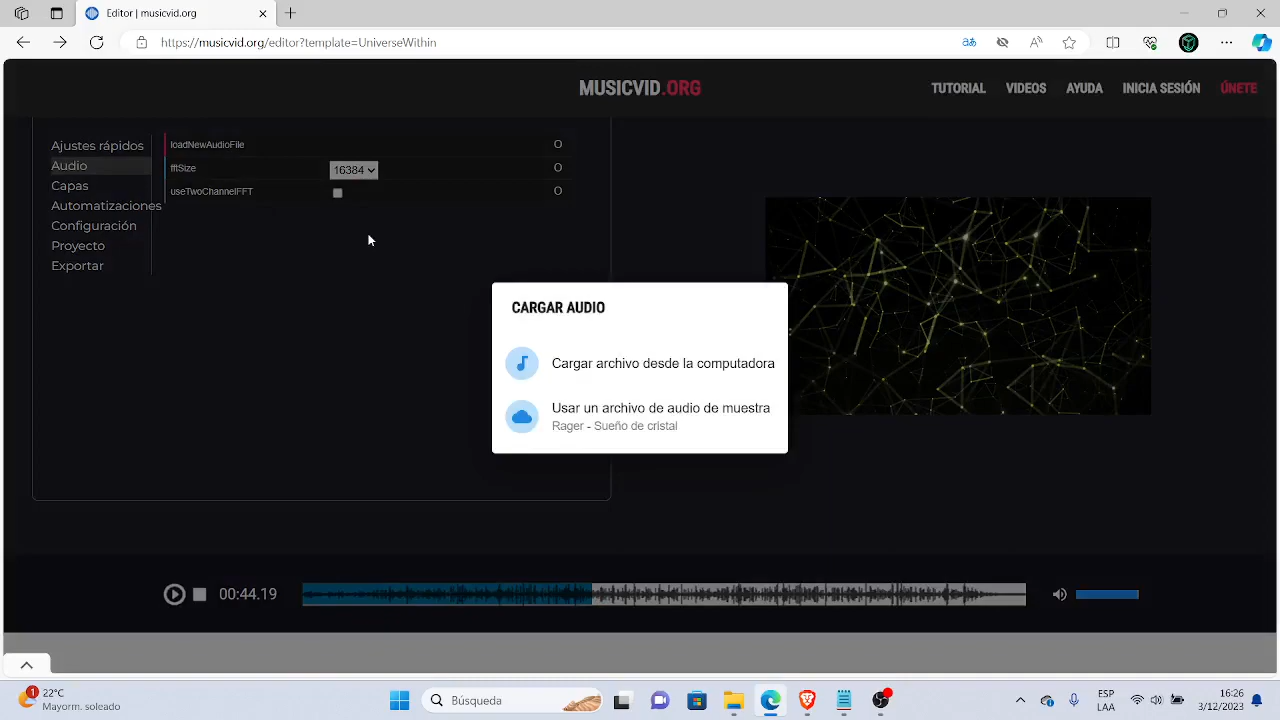 Editor | musicvid.org
https://musicvid.org/editor?template=UniverseWithin
MUSICVID.ORG
TUTORIAL
VIDEOS
AYUDA
INICIA SESIÓN
ÚNETE
Ajustes rápidos
Audio
Capas
Automatizaciones
Configuración
Proyecto
Exportar
loadNewAudioFile
O
fftSize
16384
O
useTwoChannelFFT
O
CARGAR AUDIO
Cargar archivo desde la computadora
Usar un archivo de audio de muestra
Rager - Sueño de cristal
00:44.19
1
22°C
Mayorm. soleado
Búsqueda
ESP
LAA
16:26
3/12/2023